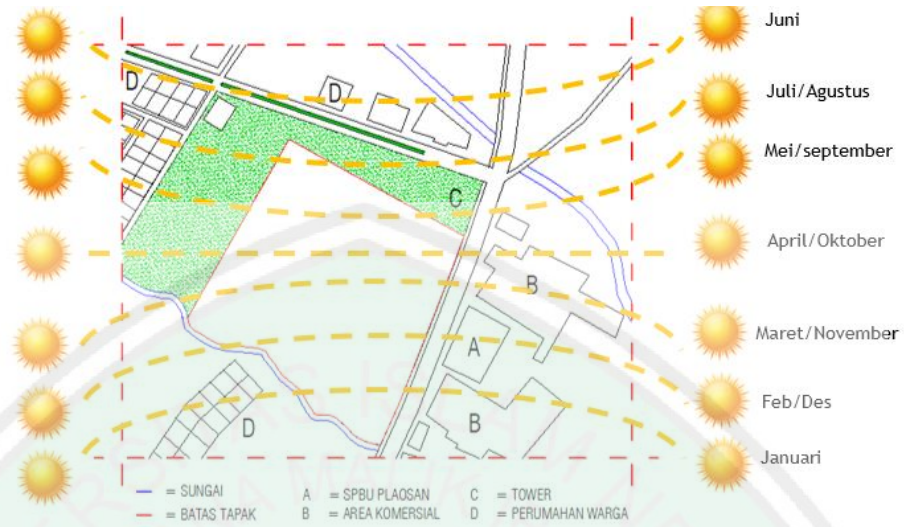 Juni
D
D
Juli/Agustus
Mei/september
C
April/Oktober
B
Maret/November
A
Feb/Des
B
D
Januari
= SUNGAI
A = SPBU PLAOSAN
C = TOWER
= BATAS TAPAK
B = AREA KOMERSIAL
D = PERUMAHAN WARGA